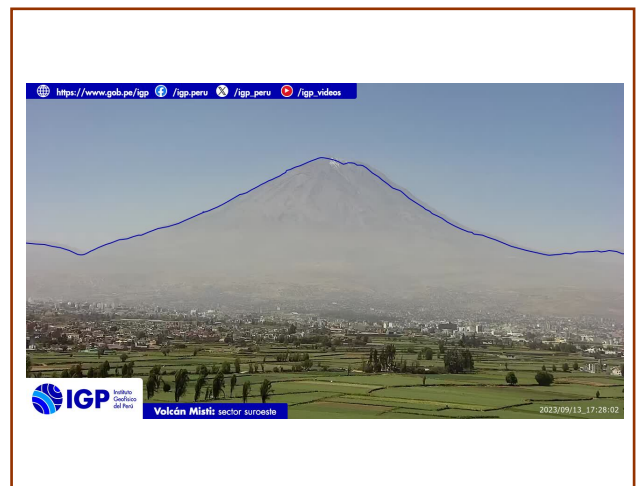 https://www.gob.pe/igp /igp.peru /igp_peru /igp_videos
IGP
Instituto
Geofísico
del Perú
Volcán Misti: sector suroeste
2023/09/13_17:28:02